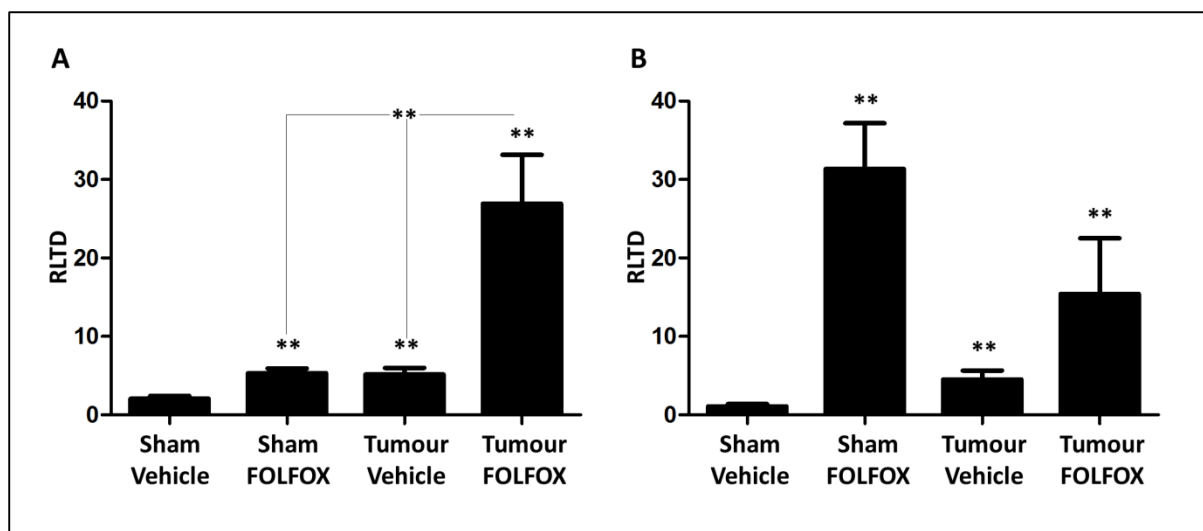 A
RLTD
40
30
20
10
0
**
**
**
**
Sham Vehicle
Sham FOLFOX
Tumour Vehicle
Tumour FOLFOX
B
RLTD
40
30
20
10
0
**
**
**
Sham Vehicle
Sham FOLFOX
Tumour Vehicle
Tumour FOLFOX